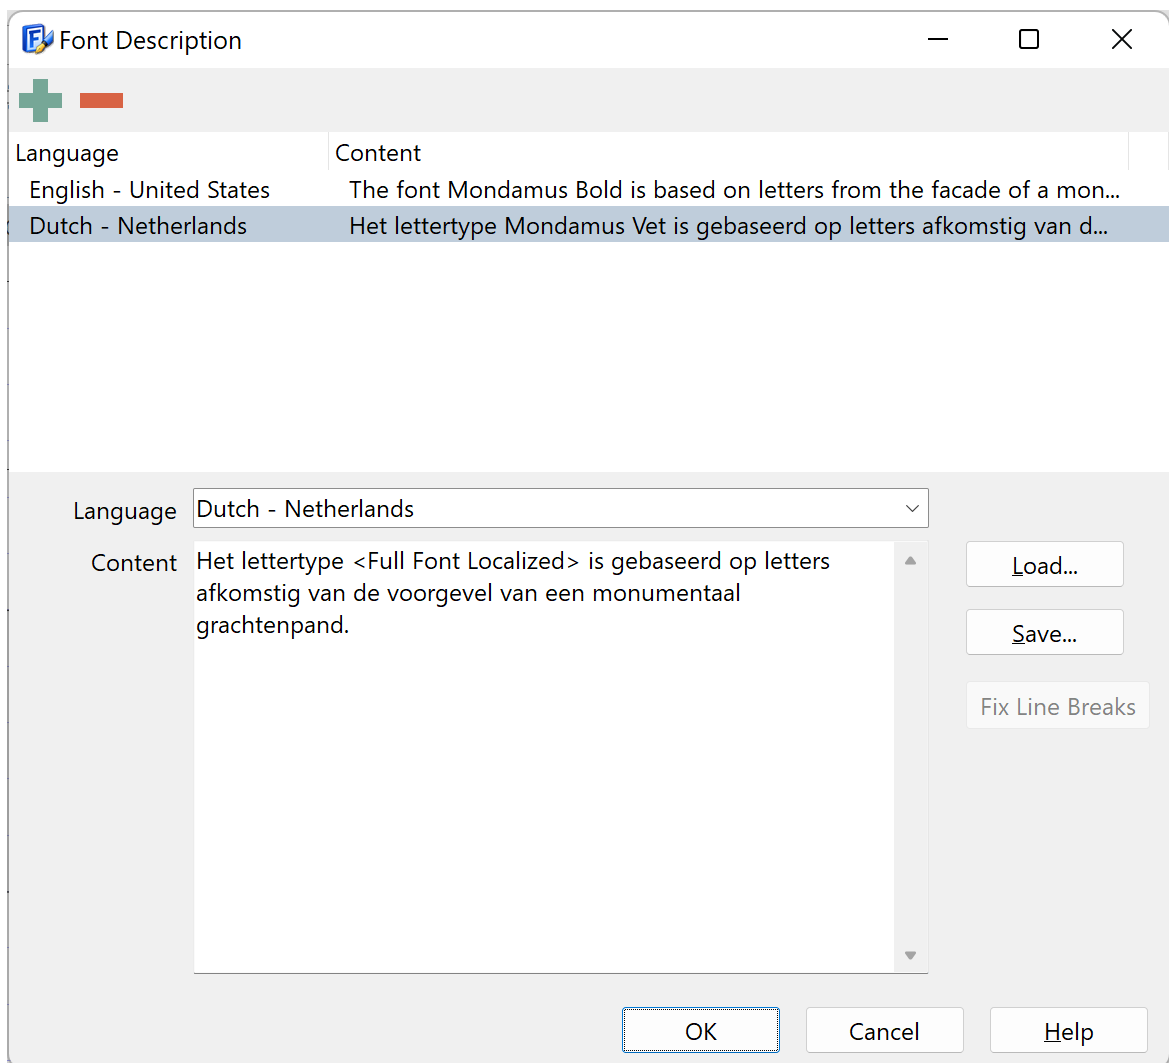 Font Description
Language Content
English - United States The font Mondamus Bold is based on letters from the facade of a mon...
Dutch - Netherlands Het lettertype Mondamus Vet is gebaseerd op letters afkomstig van d...
Language Dutch - Netherlands
Content Het lettertype <Full Font Localized> is gebaseerd op letters
afkomstig van de voorgevel van een monumentaal
grachtenpand.
Load...
Save...
Fix Line Breaks
OK Cancel Help